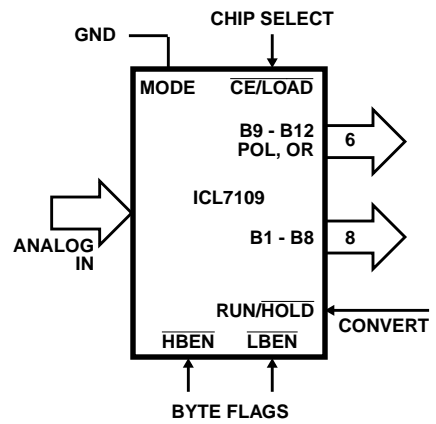 CHIP SELECT
GND
MODE
CE/LOAD
B9 - B12
POL, OR
6
ICL7109
B1 - B8
8
ANALOG
IN
RUN/HOLD
CONVERT
HBEN
LBEN
BYTE FLAGS